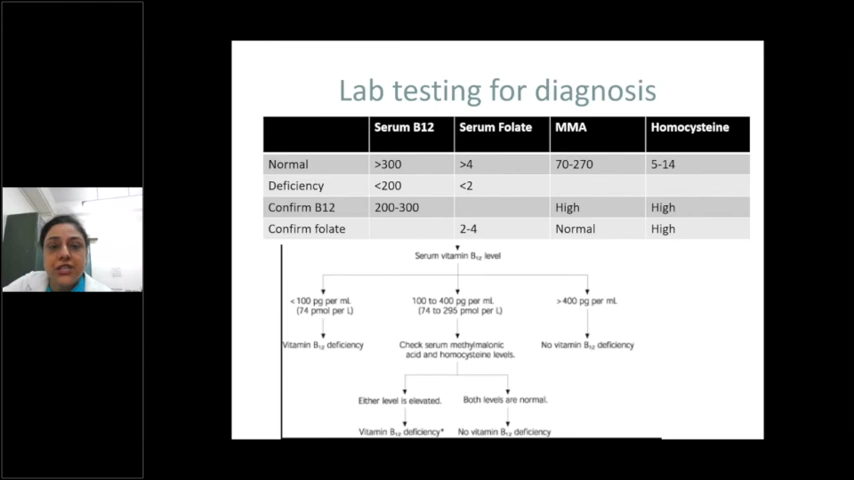 Lab testing for diagnosis
Serum B12 Serum Folate MMA Homocysteine
Normal >300 >4 70-270 5-14
Deficiency <200 <2
Confirm B12 200-300 High High
Confirm folate 2-4 Normal High
Serum vitamin B12 level
<100 pg per mL 100 to 400 pg per mL >400 pg per mL
(74 pmol per L) (74 to 295 pmol per L)
Vitamin B12 deficiency Check serum methylmalonic No vitamin B12 deficiency
acid and homocysteine levels.
Either level is elevated. Both levels are normal.
Vitamin B12 deficiency* No vitamin B12 deficiency